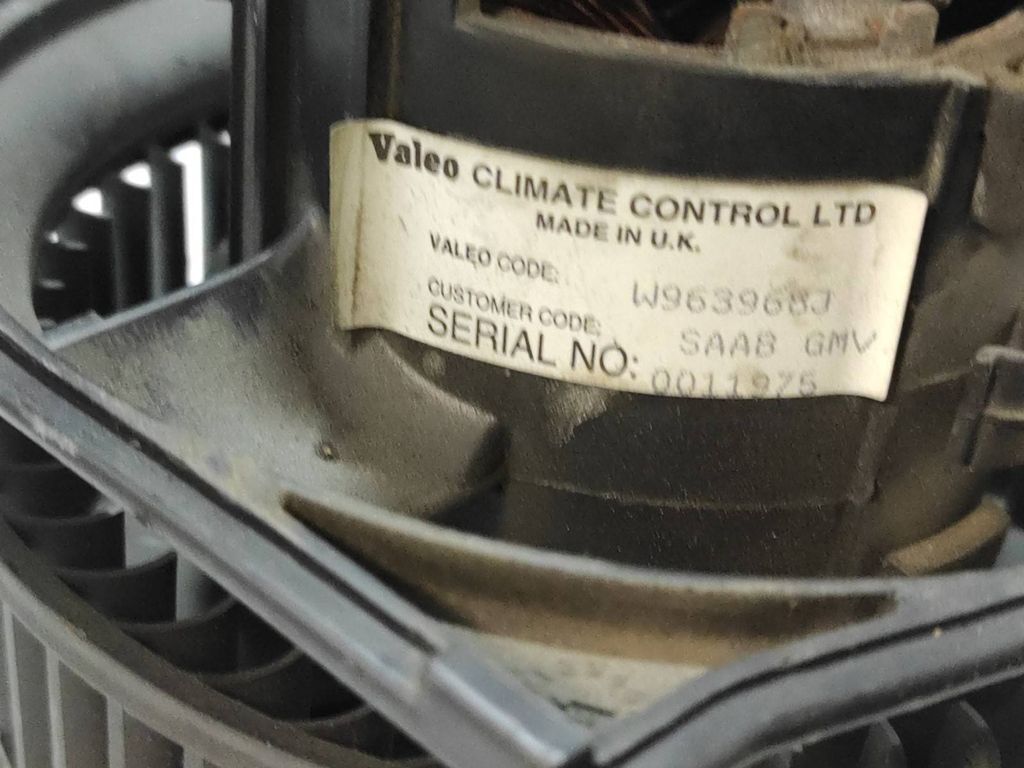 Valeo CLIMATE CONTROL LTD
MADE IN U.K.
VALEO CODE: W963968J
CUSTOMER CODE: SAAB GMV
SERIAL NO: 0011975